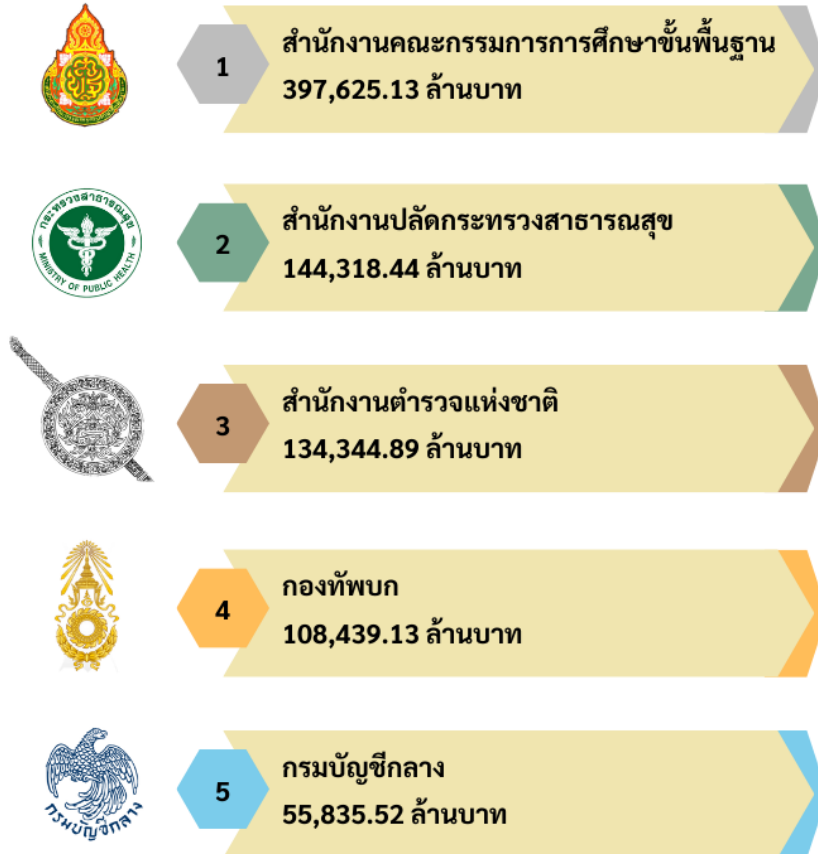 1
สำนักงานคณะกรรมการการศึกษาขั้นพื้นฐาน
397,625.13 ล้านบาท
กระทรวงสาธารณสุข
MINISTRY OF PUBLIC HEALTH
2
สำนักงานปลัดกระทรวงสาธารณสุข
144,318.44 ล้านบาท
3
สำนักงานตำรวจแห่งชาติ
134,344.89 ล้านบาท
4
กองทัพบก
108,439.13 ล้านบาท
กรมบัญชีกลาง
5
กรมบัญชีกลาง
55,835.52 ล้านบาท